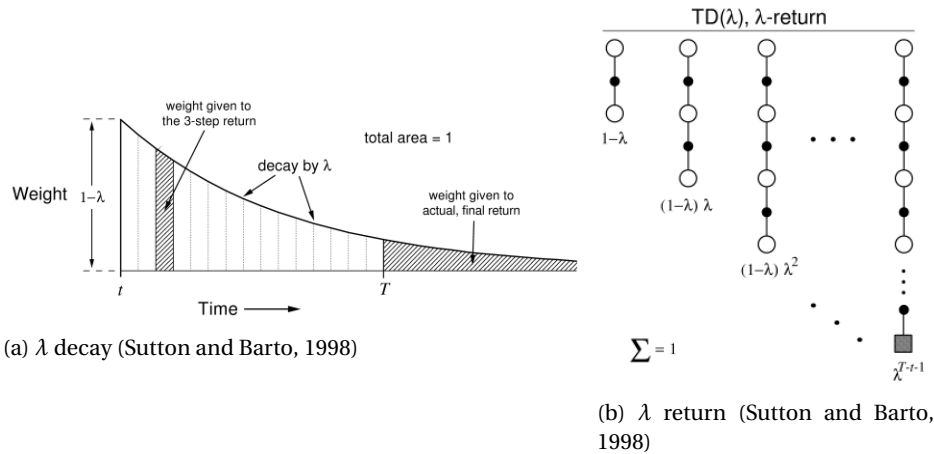 weight given to
the 3-step return
total area = 1
decay by λ
Weight
1−λ
weight given to
actual, final return
t
T
Time
(a) λ decay (Sutton and Barto, 1998)
TD(λ), λ-return
1−λ
(1−λ) λ
(1−λ) λ²
Σ = 1
λᵀ⁻ᵗ⁻¹
(b) λ return (Sutton and Barto,
1998)